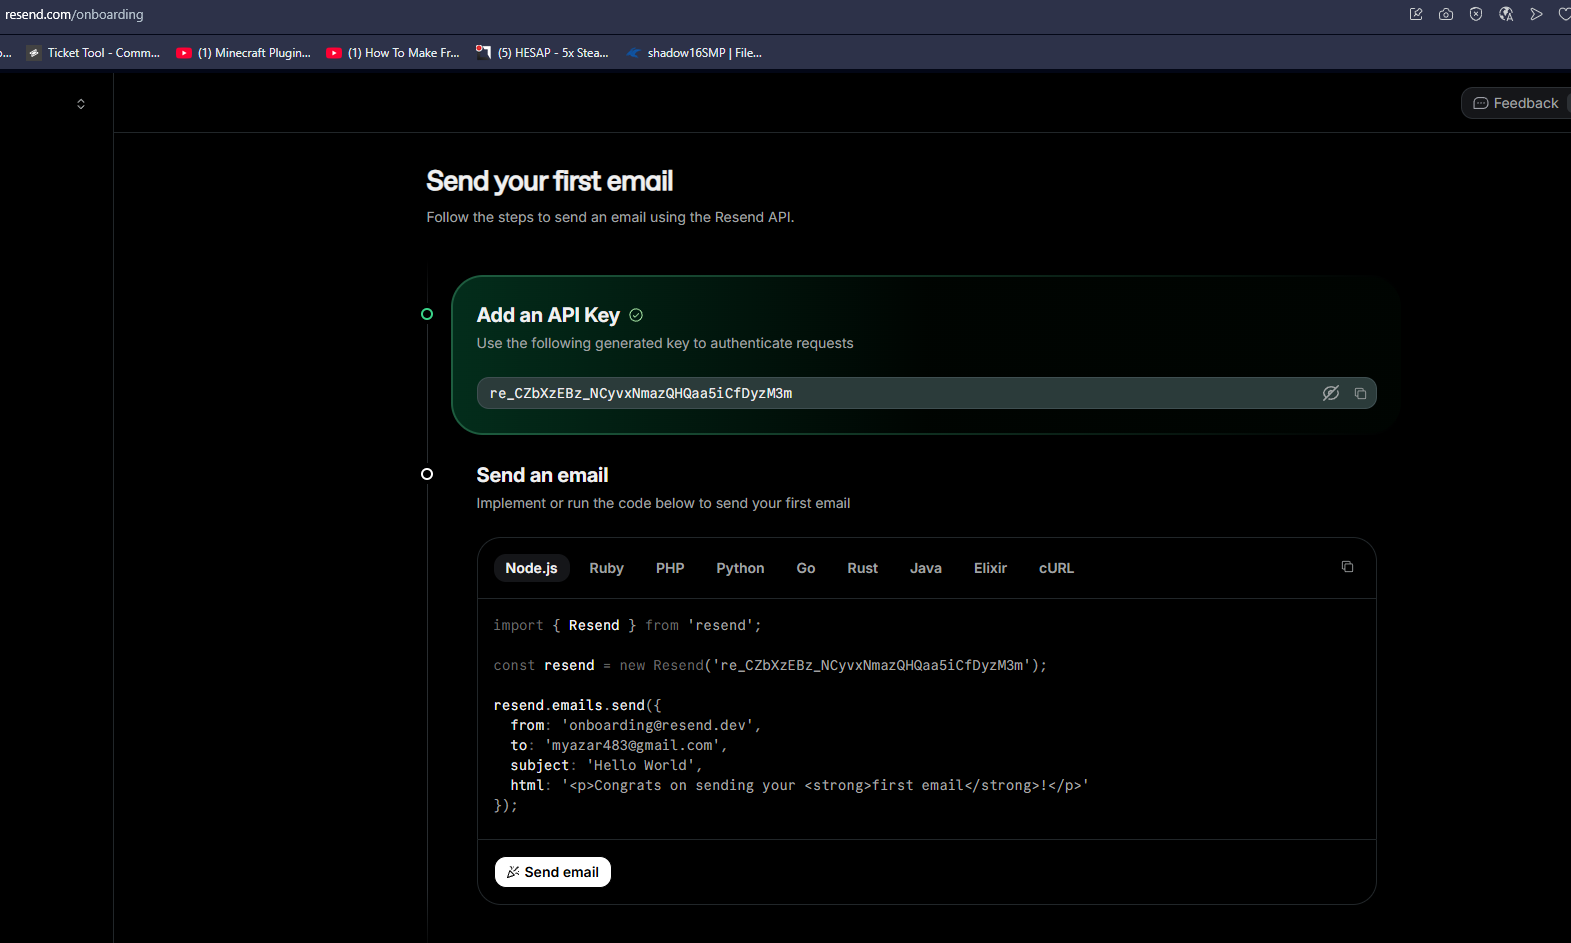 resend.com/onboarding
Ticket Tool - Comm...
(1) Minecraft Plugin...
(1) How To Make Fr...
(5) HESAP - 5x Stea...
shadow16SMP | File...
Feedback
Send your first email
Follow the steps to send an email using the Resend API.
Add an API Key
Use the following generated key to authenticate requests
re_CZbXzEBz_NCyvxNmazQHQaa5iCfDyzM3m
Send an email
Implement or run the code below to send your first email
Node.js Ruby PHP Python Go Rust Java Elixir cURL
import { Resend } from 'resend';
const resend = new Resend('re_CZbXzEBz_NCyvxNmazQHQaa5iCfDyzM3m');
resend.emails.send({
from: 'onboarding@resend.dev',
to: 'myazar483@gmail.com',
subject: 'Hello World',
html: '<p>Congrats on sending your <strong>first email</strong>!</p>'
});
Send email